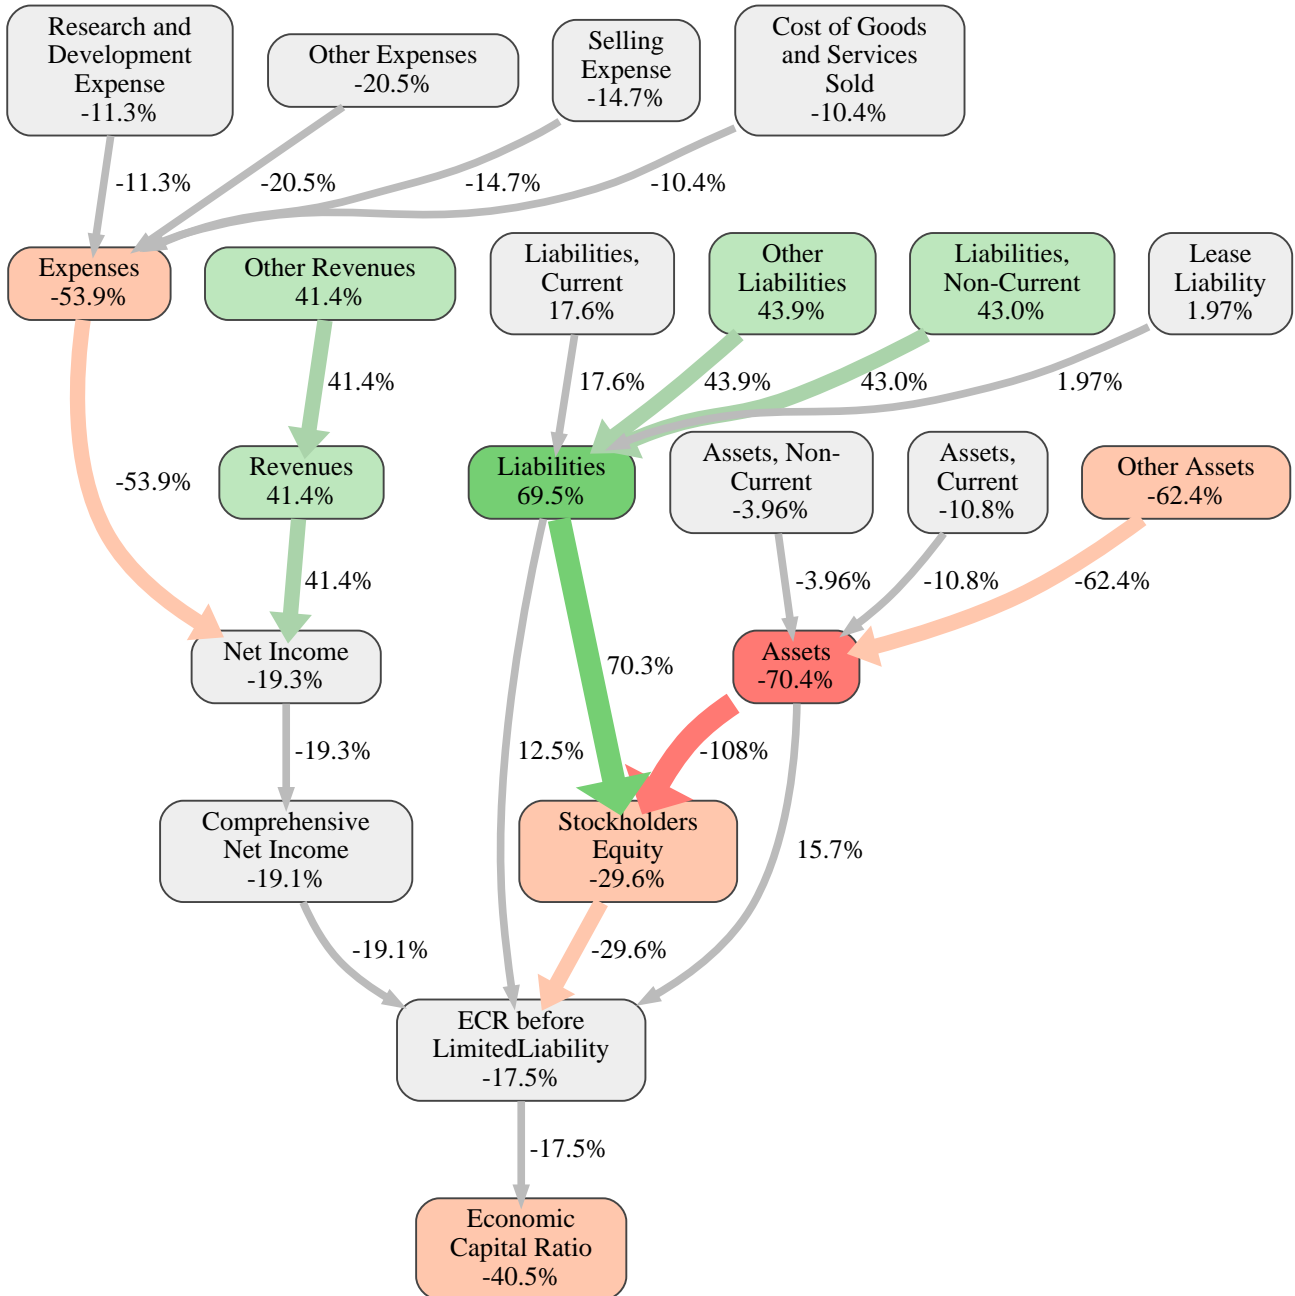 Research and
Development
Expense
-11.3%
Other Expenses
-20.5%
Selling
Expense
-14.7%
Cost of Goods
and Services
Sold
-10.4%
-11.3%
-20.5%
-14.7%
-10.4%
Expenses
-53.9%
Other Revenues
41.4%
Liabilities,
Current
17.6%
Other
Liabilities
43.9%
Liabilities,
Non-Current
43.0%
Lease
Liability
1.97%
41.4%
17.6%
43.9%
43.0%
1.97%
-53.9%
Revenues
41.4%
Liabilities
69.5%
Assets, Non-
Current
-3.96%
Assets,
Current
-10.8%
Other Assets
-62.4%
41.4%
-3.96%
-10.8%
-62.4%
Net Income
-19.3%
70.3%
Assets
-70.4%
-19.3%
12.5%
-108%
Comprehensive
Net Income
-19.1%
Stockholders
Equity
-29.6%
15.7%
-19.1%
-29.6%
ECR before
LimitedLiability
-17.5%
-17.5%
Economic
Capital Ratio
-40.5%